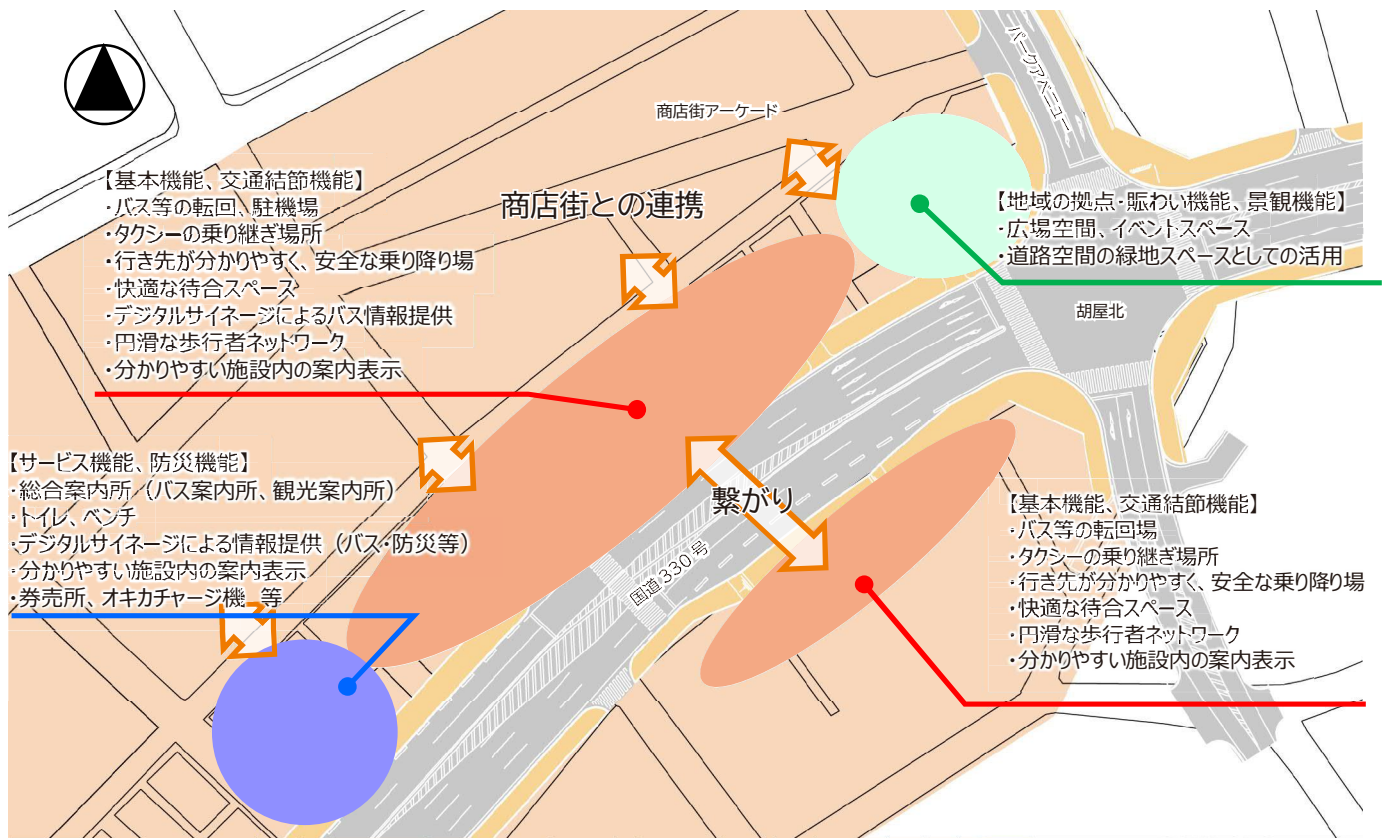 パークアベニュー
商店街アーケード
【基本機能、交通結節機能】
・バス等の転回、駐機場
・タクシーの乗り継ぎ場所
・行き先が分かりやすく、安全な乗り降り場
・快適な待合スペース
・デジタルサイネージによるバス情報提供
・円滑な歩行者ネットワーク
・分かりやすい施設内の案内表示
商店街との連携
【地域の拠点・賑わい機能、景観機能】
・広場空間、イベントスペース
・道路空間の緑地スペースとしての活用
胡屋北
【サービス機能、防災機能】
・総合案内所（バス案内所、観光案内所）
・トイレ、ベンチ
・デジタルサイネージによる情報提供（バス・防災等）
・分かりやすい施設内の案内表示
・券売所、オキカチャージ機 等
繋がり
国道330号
【基本機能、交通結節機能】
・バス等の転回場
・タクシーの乗り継ぎ場所
・行き先が分かりやすく、安全な乗り降り場
・快適な待合スペース
・円滑な歩行者ネットワーク
・分かりやすい施設内の案内表示